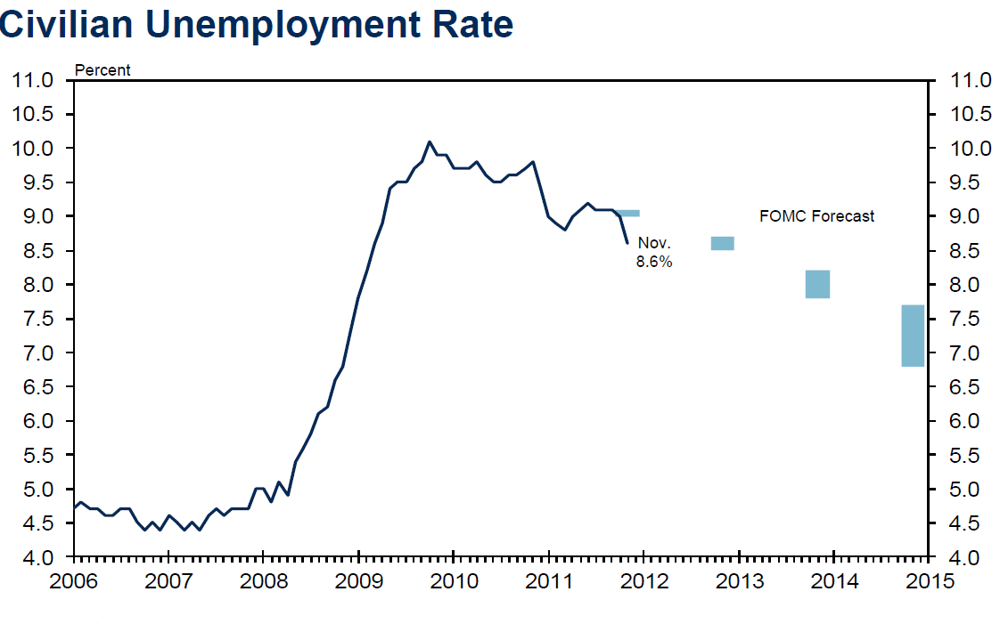 Civilian Unemployment Rate
Percent
11.0 11.0
10.5 10.5
10.0 10.0
9.5 9.5
9.0 FOMC Forecast 9.0
8.5 Nov. 8.5
8.6%
8.0 8.0
7.5 7.5
7.0 7.0
6.5 6.5
6.0 6.0
5.5 5.5
5.0 5.0
4.5 4.5
4.0 4.0
2006 2007 2008 2009 2010 2011 2012 2013 2014 2015